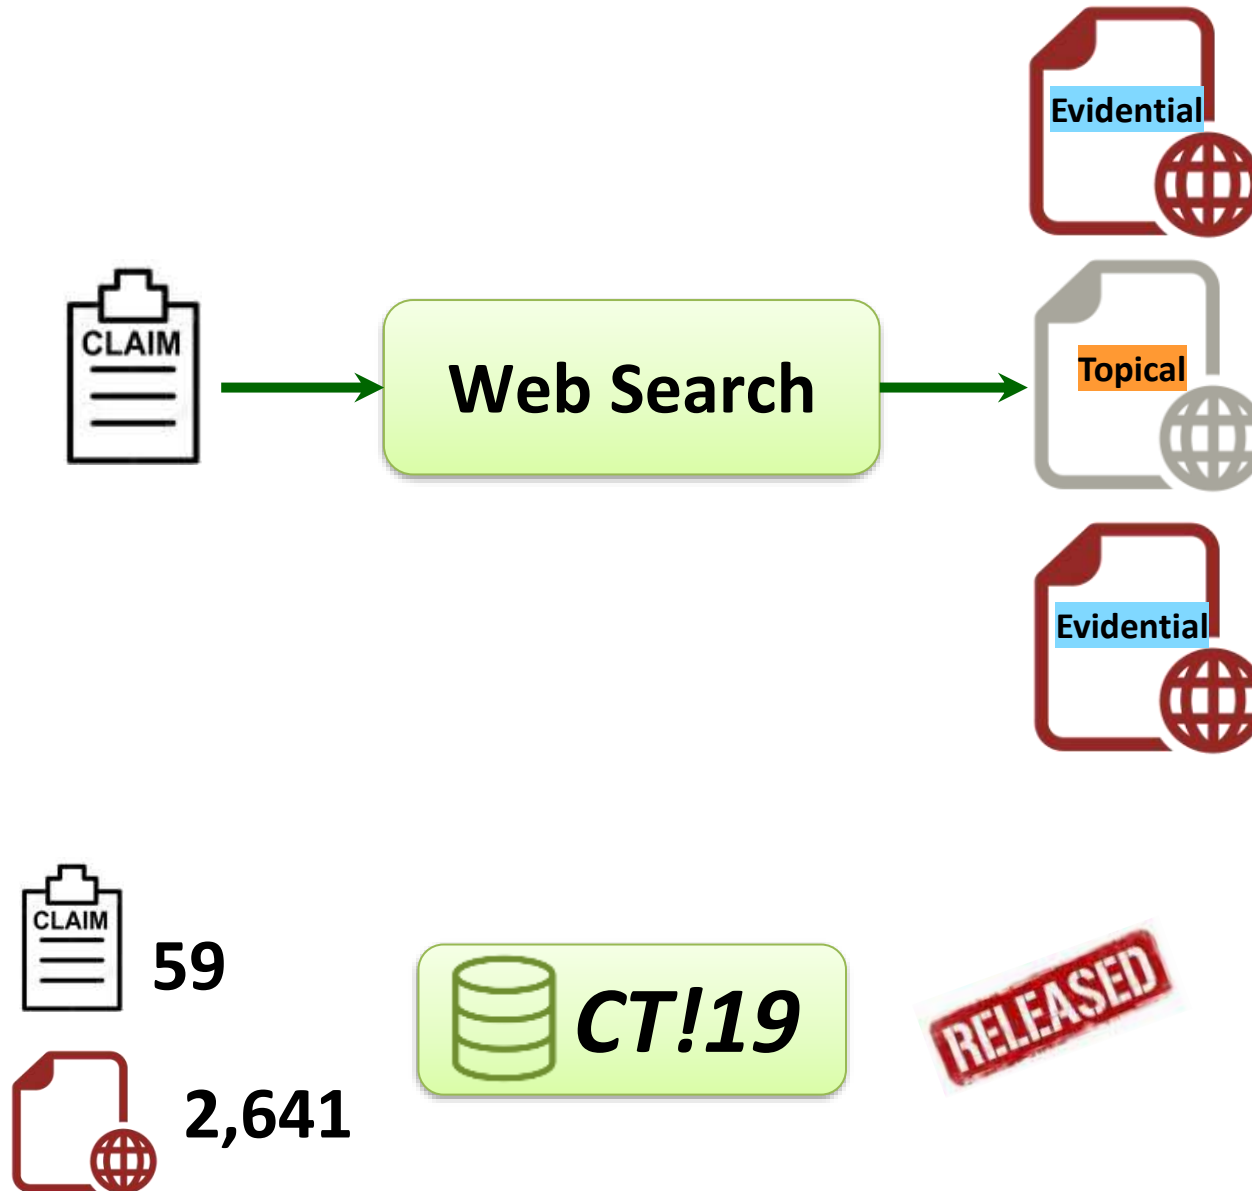 Evidential
CLAIM
Web Search
Topical
Evidential
CLAIM
59
CT!19
RELEASED
2,641